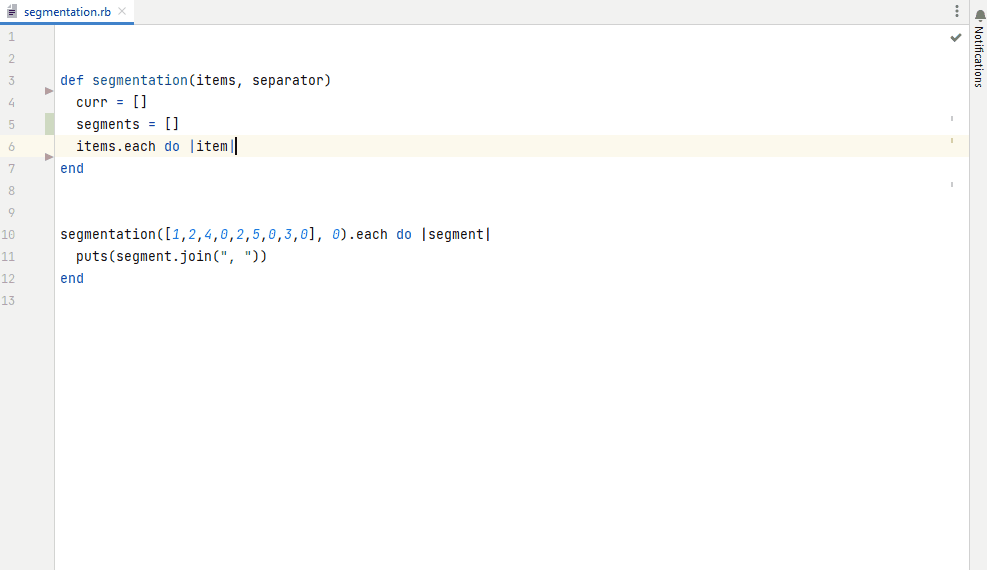 segmentation.rb
Notifications
1
2
3 def segmentation(items, separator)
4 curr = []
5 segments = []
6 items.each do |item|
7 end
8
9
10 segmentation([1,2,4,0,2,5,0,3,0], 0).each do |segment|
11 puts(segment.join(", "))
12 end
13